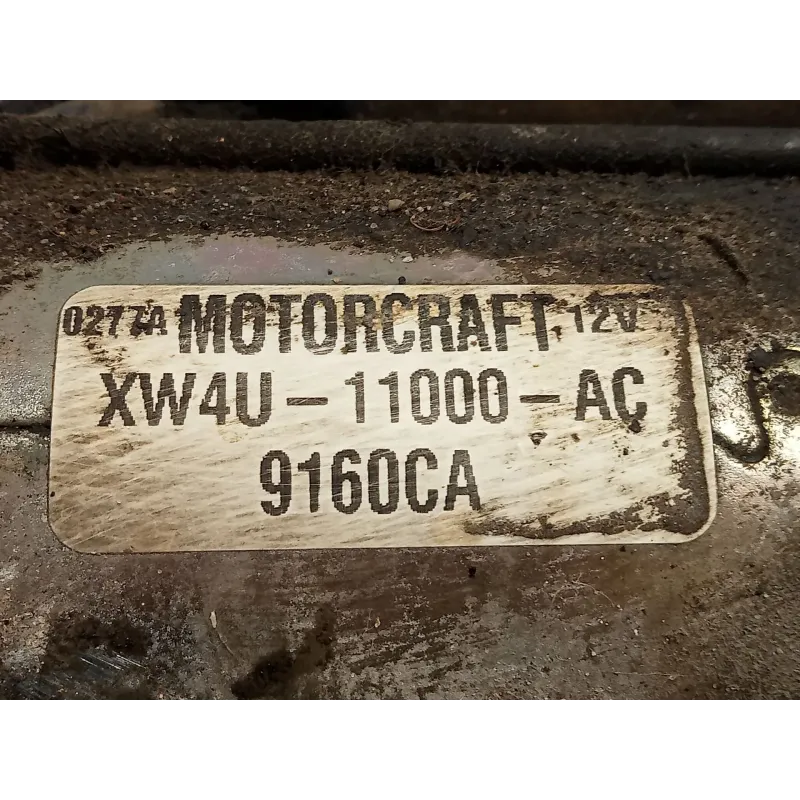 0277A MOTORCRAFT 12V
XW4U-11000-AC
9160CA